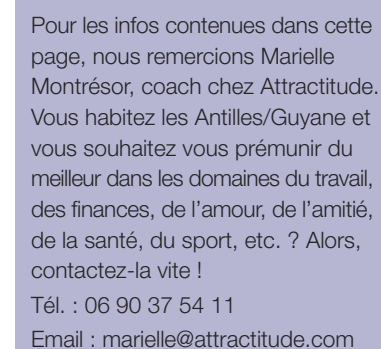 Pour les infos contenues dans cette
page, nous remercions Marielle
Montrésor, coach chez Attractitude.
Vous habitez les Antilles/Guyane et
vous souhaitez vous prémunir du
meilleur dans les domaines du travail,
des finances, de l'amour, de l'amitié,
de la santé, du sport, etc. ? Alors,
contactez-la vite !
Tél. : 06 90 37 54 11
Email : marielle@attractitude.com